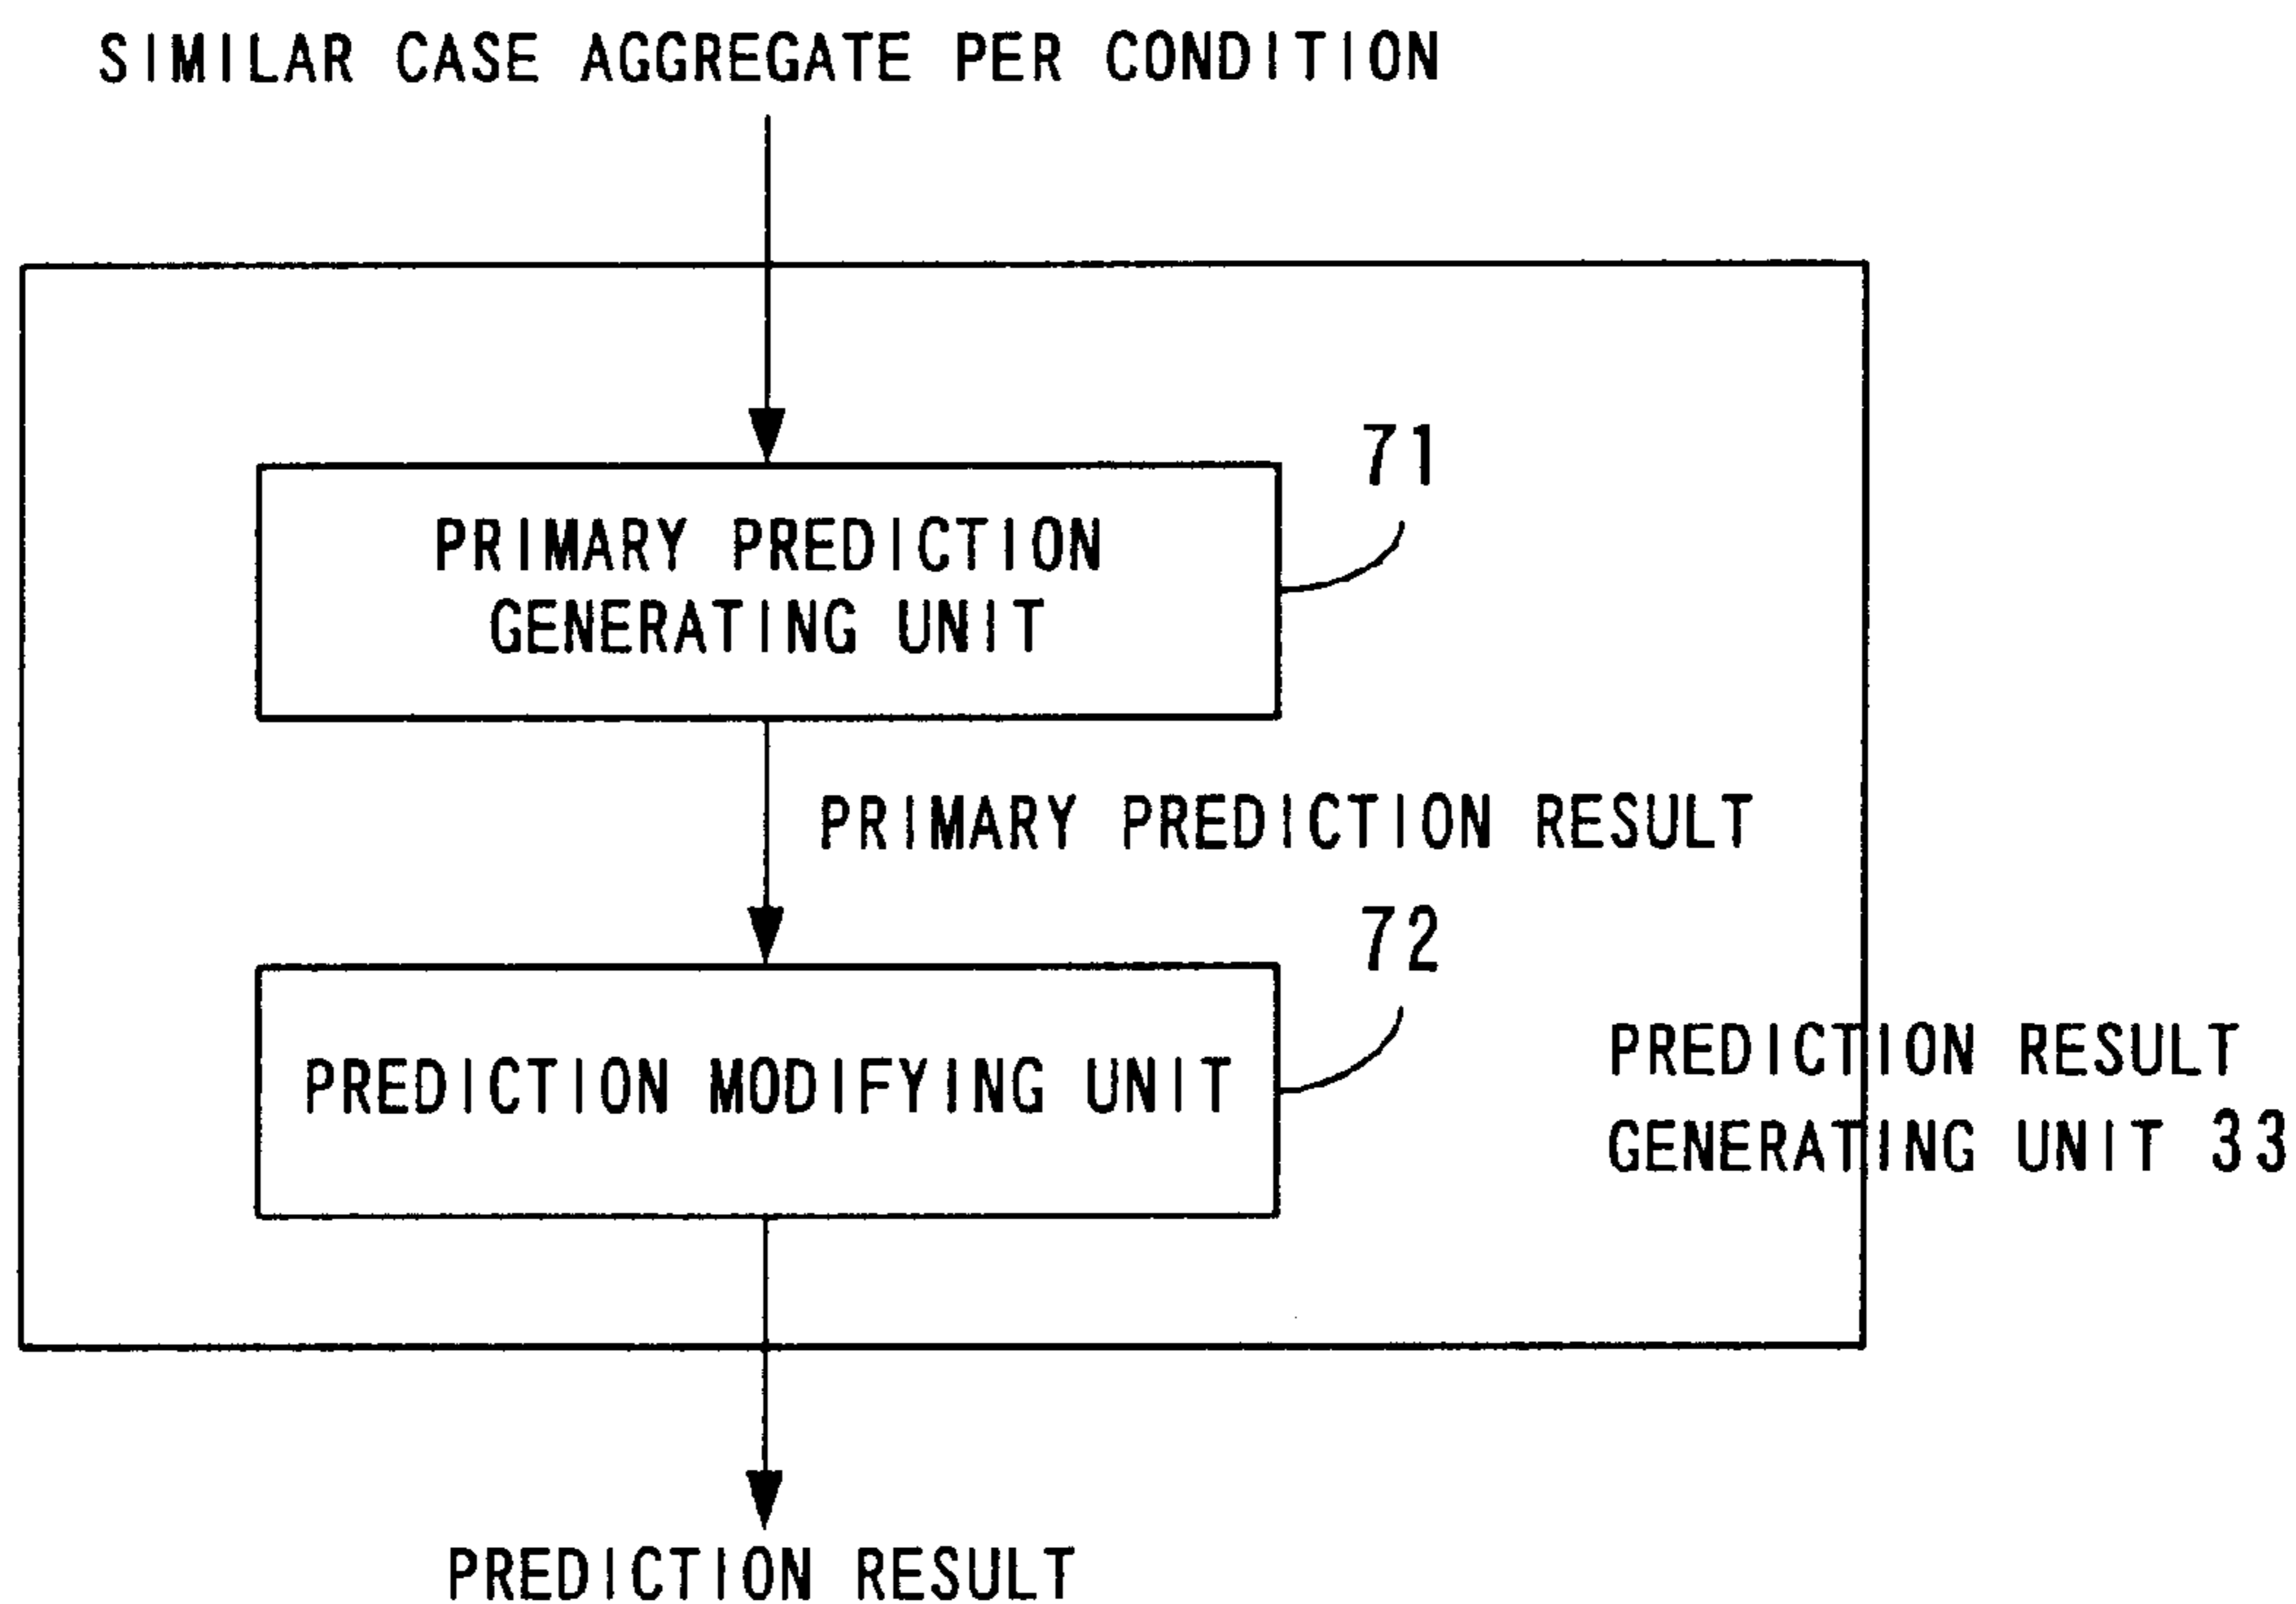 SIMILAR CASE AGGREGATE PER CONDITION
71
PRIMARY PREDICTION
GENERATING UNIT
PRIMARY PREDICTION RESULT
72
PREDICTION MODIFYING UNIT
PREDICTION RESULT
GENERATING UNIT 33
PREDICTION RESULT